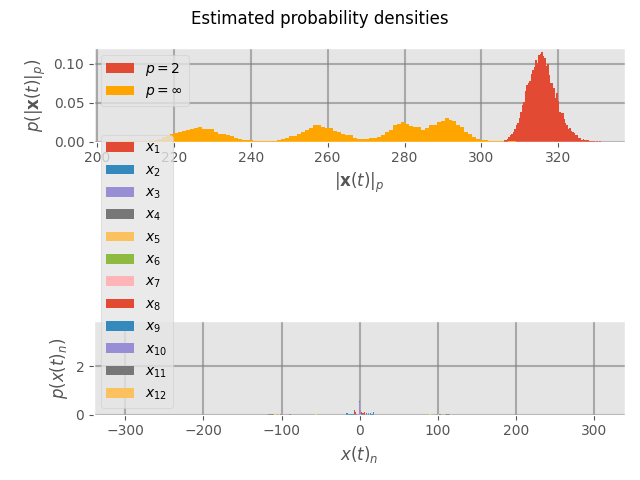 Estimated probability densities
p(|x(t)|p)
0.10
0.05
0.00
p = 2
p = ∞
200 220 240 260 280 300 320
|x(t)|p
x1
x2
x3
x4
x5
x6
x7
x8
x9
x10
x11
x12
p(x(t)n)
2
0
−300 −200 −100 0 100 200 300
x(t)n